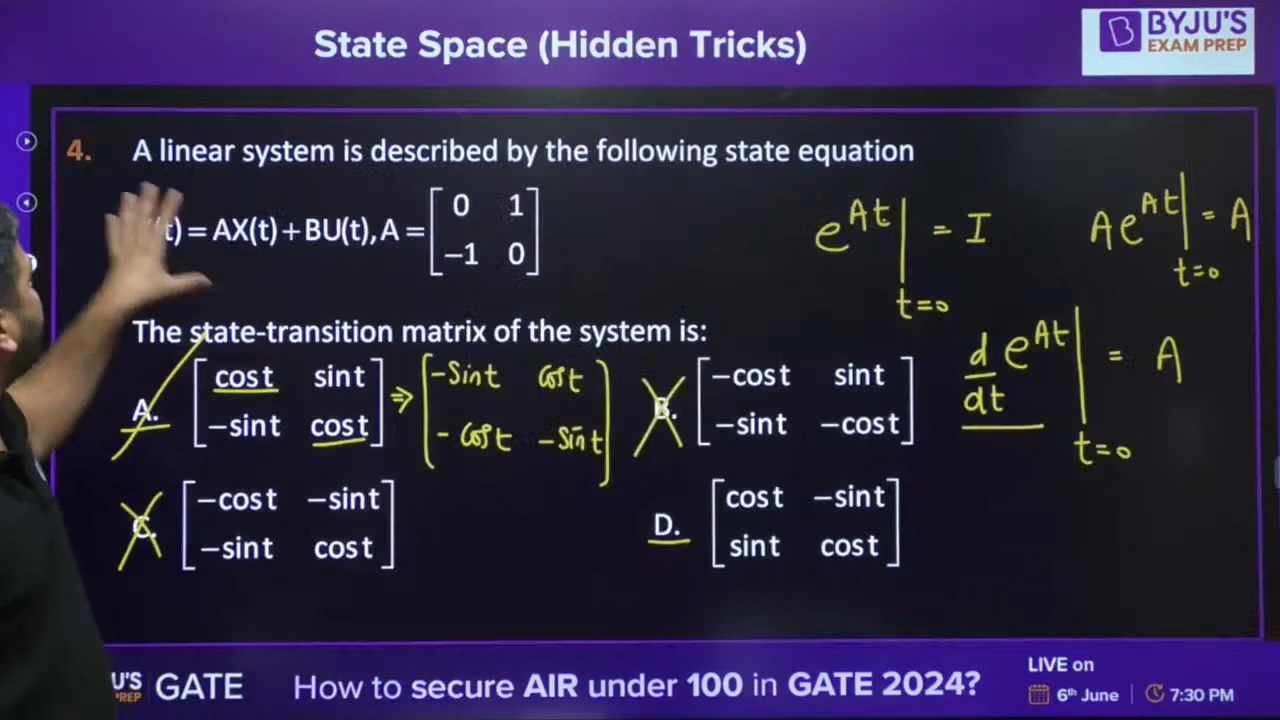 State Space (Hidden Tricks)
BYJU'S
EXAM PREP
4. A linear system is described by the following state equation
t) = AX(t) + BU(t), A = [0 1
−1 0]
e^At | t=0 = I
Ae^At | t=0 = A
d/dt e^At | t=0 = A
The state-transition matrix of the system is:
A. [cost sint
−sint cost]
⇒ [-Sint Cost
-Cost -Sint]
B. [−cost sint
−sint −cost]
C. [−cost −sint
−sint cost]
D. [cost −sint
sint cost]
U'S
PREP
GATE
How to secure AIR under 100 in GATE 2024?
LIVE on
6th June | 7:30 PM